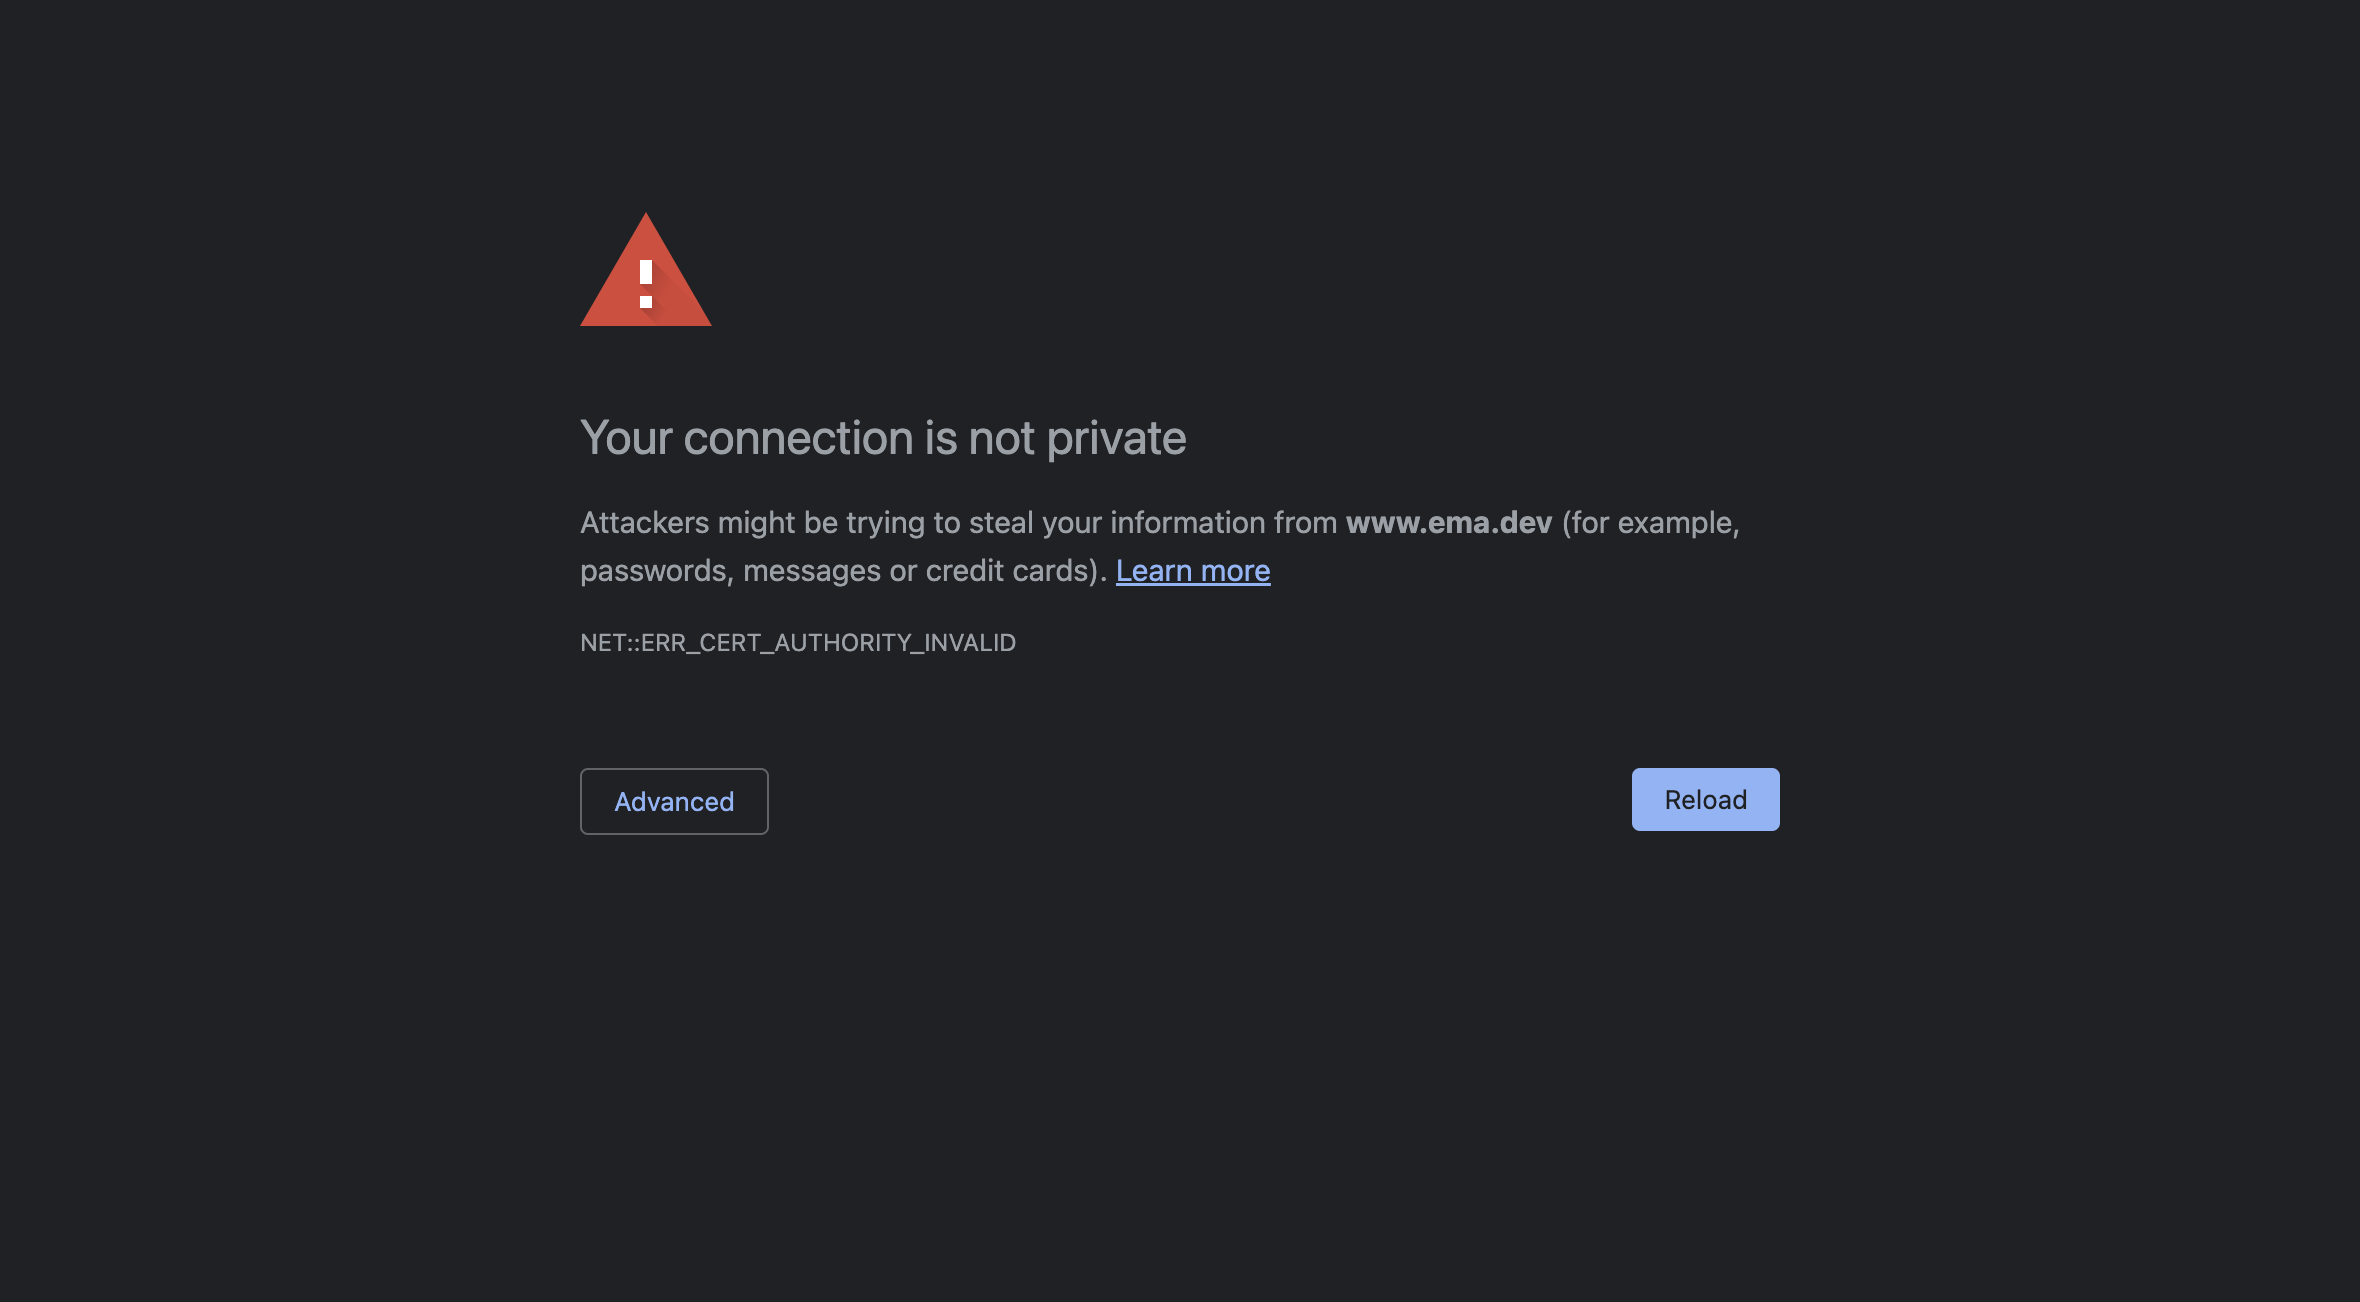 Your connection is not private
Attackers might be trying to steal your information from www.ema.dev (for example,
passwords, messages or credit cards). Learn more
NET::ERR_CERT_AUTHORITY_INVALID
Advanced
Reload